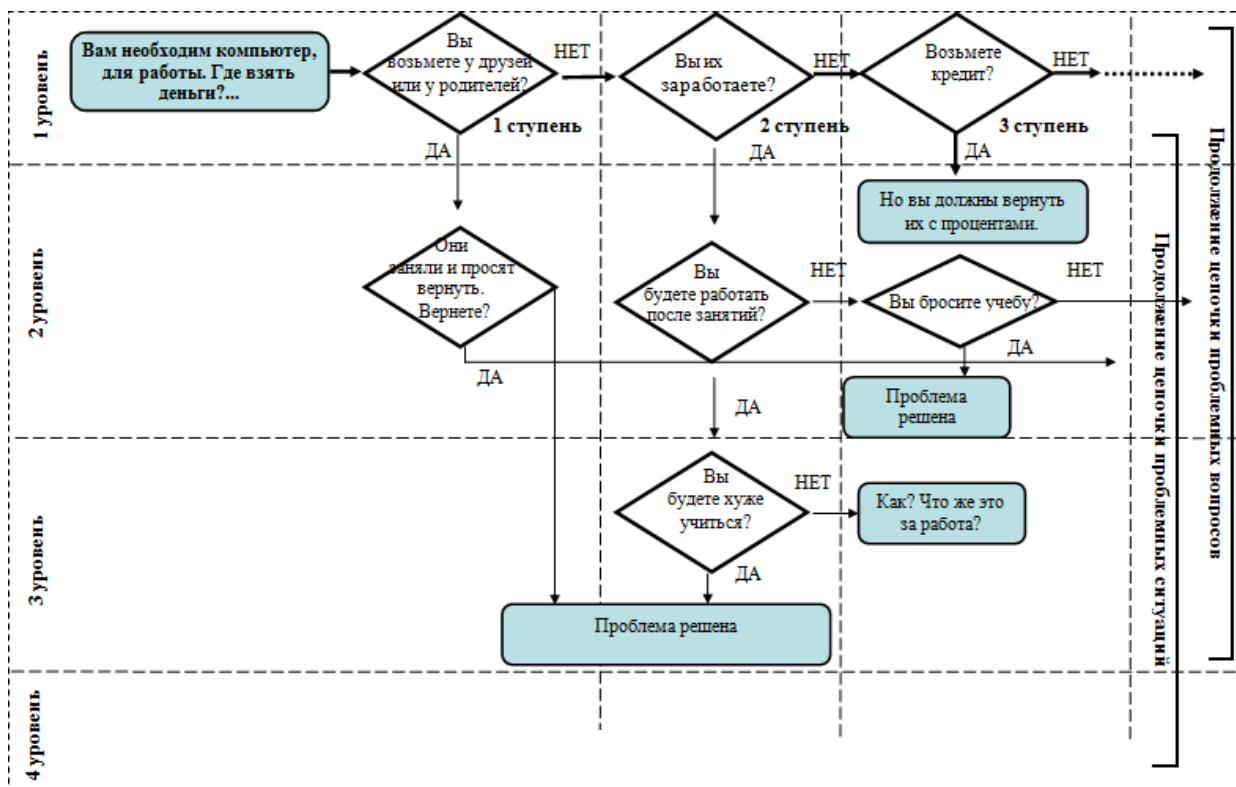 1 уровень
Вам необходим компьютер,
для работы. Где взять
деньги?...
Вы
возьмете у друзей
или у родителей?
НЕТ
1 ступень
ДА
Вы их
заработаете?
НЕТ
2 ступень
ДА
Возьмете
кредит?
НЕТ
3 ступень
ДА
Но вы должны вернуть
их с процентами.
2 уровень
Они
заняли и просят
вернуть.
Вернете?
ДА
Вы
будете работать
после занятий?
НЕТ
ДА
Вы бросите учебу?
НЕТ
ДА
Проблема
решена
3 уровень
Вы
будете хуже
учиться?
НЕТ
ДА
Как? Что же это
за работа?
Проблема решена
4 уровень
Продолжение цепочки проблемных ситуаций
Продолжение цепочки проблемных вопросов